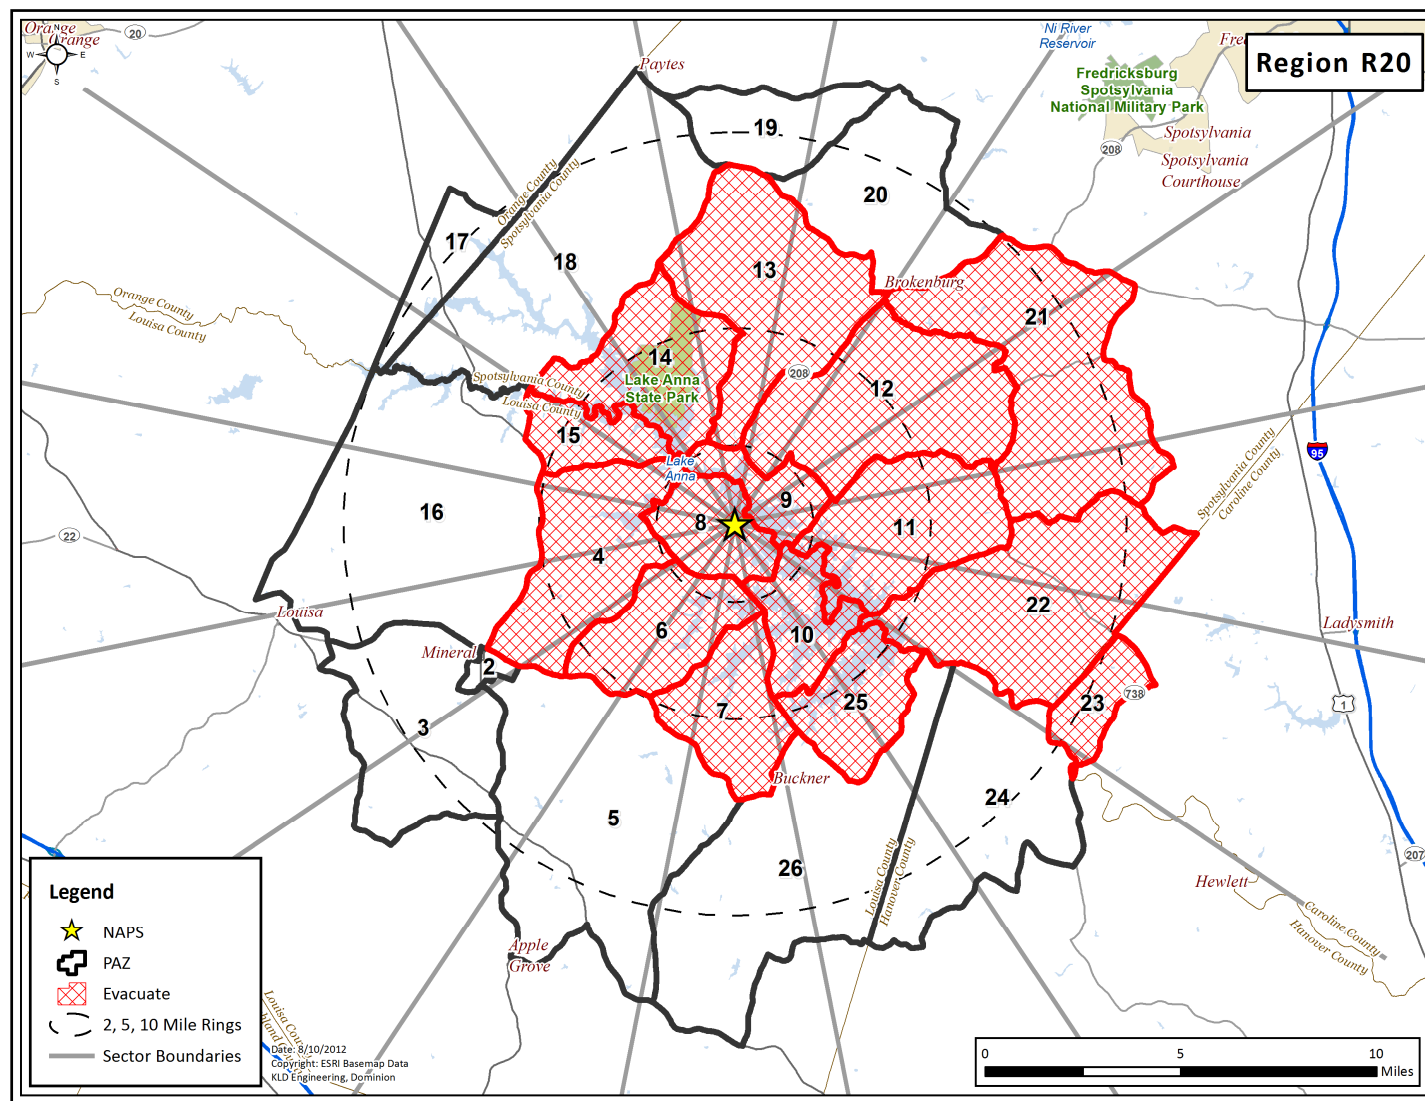 Orange
Orange
N
W
E
S
20
Paytes
Ni River
Reservoir
Region R20
Fredricksburg
Spotsylvania
National Military Park
Spotsylvania
208
Spotsylvania
Courthouse
19
20
17
18
Orange County
Spotsylvania County
13
Brokenburg
Orange County
Louisa County
21
14
Lake Anna
State Park
208
12
Spotsylvania County
Louisa County
15
Lake
Anna
Spotsylvania County
Caroline County
95
16
8
9
11
22
4
Louisa
6
10
22
Ladysmith
Mineral
2
7
25
23
738
1
3
Buckner
5
24
26
Louisa County
Hanover County
207
Hewlett
Caroline County
Hanover County
Apple
Grove
Legend
NAPS
PAZ
Evacuate
2, 5, 10 Mile Rings
Sector Boundaries
Louisa County
Date: 8/10/2012
Copyright: ESRI Basemap Data
KLD Engineering, Dominion
0
5
10
Miles